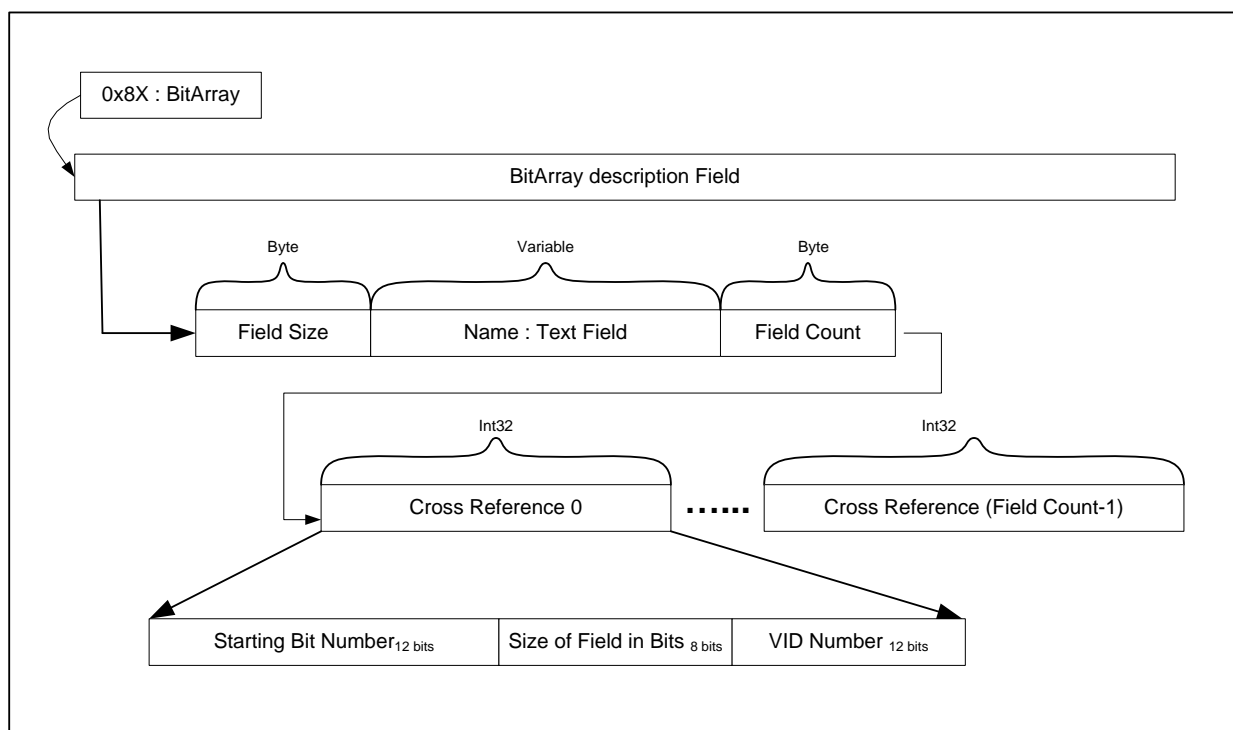 0x8X : BitArray
BitArray description Field
Byte
Variable
Byte
Field Size
Name : Text Field
Field Count
Int32
Int32
Cross Reference 0
…...
Cross Reference (Field Count-1)
Starting Bit Number 12 bits
Size of Field in Bits 8 bits
VID Number 12 bits